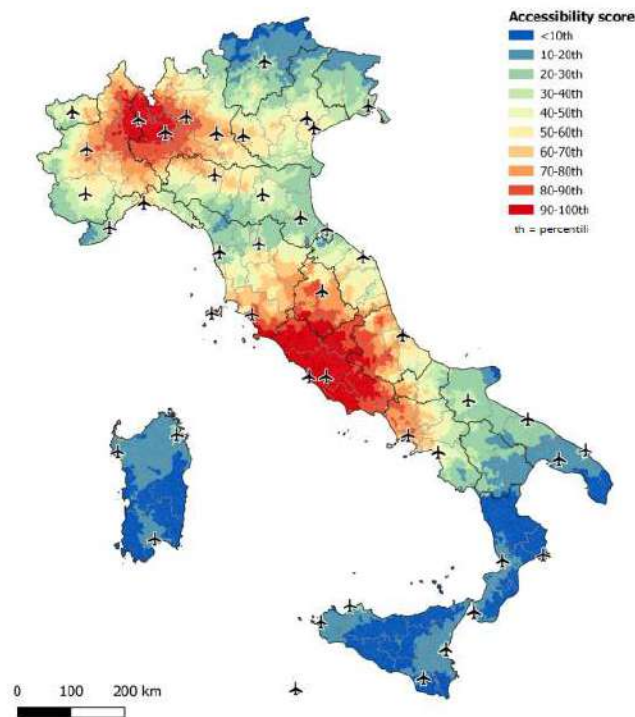 Accessibility score
<10th
10-20th
20-30th
30-40th
40-50th
50-60th
60-70th
70-80th
80-90th
90-100th
th = percentili
0 100 200 km